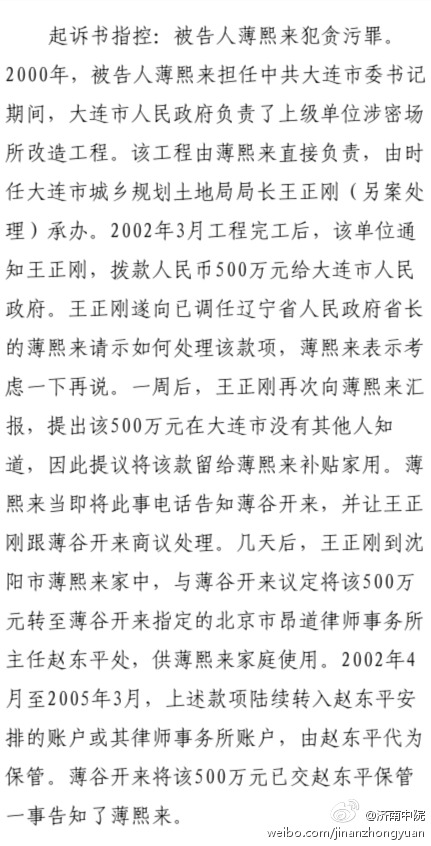 起诉书指控：被告人薄熙来犯贪污罪。
2000年，被告人薄熙来担任中共大连市委书记
期间，大连市人民政府负责了上级单位涉密场
所改造工程。该工程由薄熙来直接负责，由时
任大连市城乡规划土地局局长王正刚（另案处
理）承办。2002年3月工程完工后，该单位通
知王正刚，拨款人民币500万元给大连市人民
政府。王正刚遂向已调任辽宁省人民政府省长
的薄熙来请示如何处理该款项，薄熙来表示考
虑一下再说。一周后，王正刚再次向薄熙来汇
报，提出该500万元在大连市没有其他人知
道，因此提议将该款留给薄熙来补贴家用。薄
熙来当即将此事电话告知薄谷开来，并让王正
刚跟薄谷开来商议处理。几天后，王正刚到沈
阳市薄熙来家中，与薄谷开来议定将该500万
元转至薄谷开来指定的北京市昂道律师事务所
主任赵东平处，供薄熙来家庭使用。2002年4
月至2005年3月，上述款项陆续转入赵东平安
排的账户或其律师事务所账户，由赵东平代为
保管。薄谷开来将该500万元已交赵东平保管
一事告知了薄熙来。
@济南中院
weibo.com/jinanzhongyuan